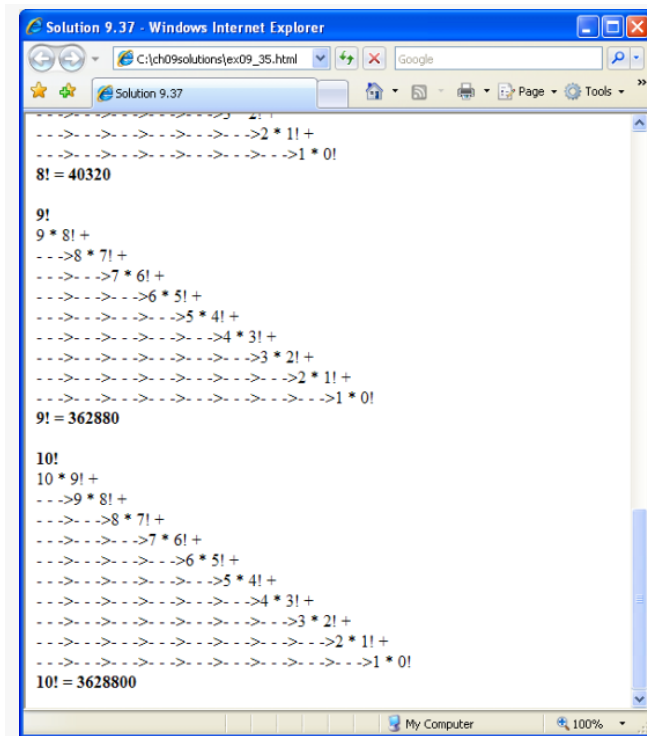 Solution 9.37 - Windows Internet Explorer
C:\ch09solutions\ex09_35.html Google
Solution 9.37 Page Tools »
- - ->- - ->- - ->- - ->- - ->- - ->2 * 1! +
- - ->- - ->- - ->- - ->- - ->- - ->- - ->1 * 0!
8! = 40320
9!
9 * 8! +
- - ->8 * 7! +
- - ->- - ->7 * 6! +
- - ->- - ->- - ->6 * 5! +
- - ->- - ->- - ->- - ->5 * 4! +
- - ->- - ->- - ->- - ->- - ->4 * 3! +
- - ->- - ->- - ->- - ->- - ->- - ->3 * 2! +
- - ->- - ->- - ->- - ->- - ->- - ->- - ->2 * 1! +
- - ->- - ->- - ->- - ->- - ->- - ->- - ->- - ->1 * 0!
9! = 362880
10!
10 * 9! +
- - ->9 * 8! +
- - ->- - ->8 * 7! +
- - ->- - ->- - ->7 * 6! +
- - ->- - ->- - ->- - ->6 * 5! +
- - ->- - ->- - ->- - ->- - ->5 * 4! +
- - ->- - ->- - ->- - ->- - ->- - ->4 * 3! +
- - ->- - ->- - ->- - ->- - ->- - ->- - ->3 * 2! +
- - ->- - ->- - ->- - ->- - ->- - ->- - ->- - ->2 * 1! +
- - ->- - ->- - ->- - ->- - ->- - ->- - ->- - ->- - ->1 * 0!
10! = 3628800
My Computer 100%